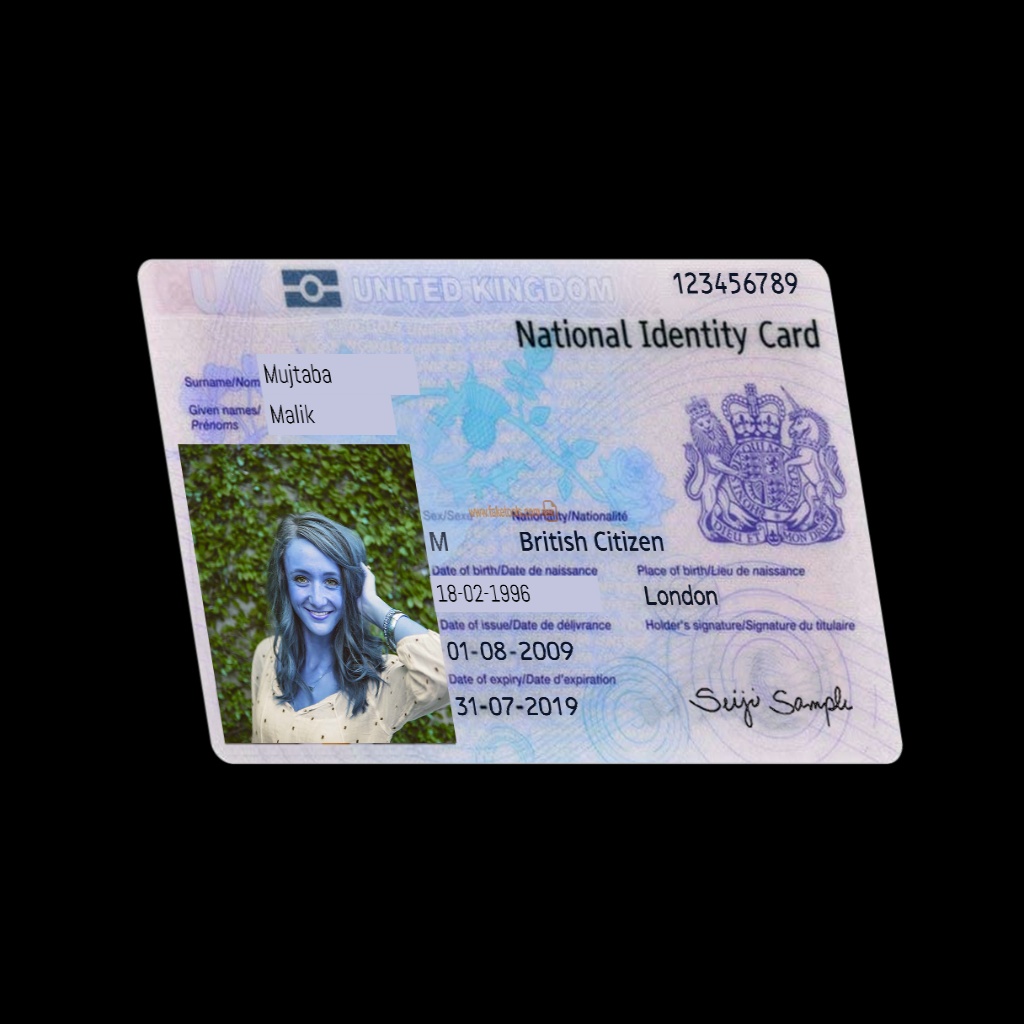 UNITED KINGDOM
123456789
National Identity Card
Surname/Nom Mujtaba
Given names/ Malik
Prénoms
Sex/Sexe Nationality/Nationalité
M British Citizen
Date of birth/Date de naissance Place of birth/Lieu de naissance
18-02-1996 London
Date of issue/Date de délivrance Holder's signature/Signature du titulaire
01-08-2009
Date of expiry/Date d'expiration
31-07-2019 Seiji Sample
DIEU ET MON DROIT